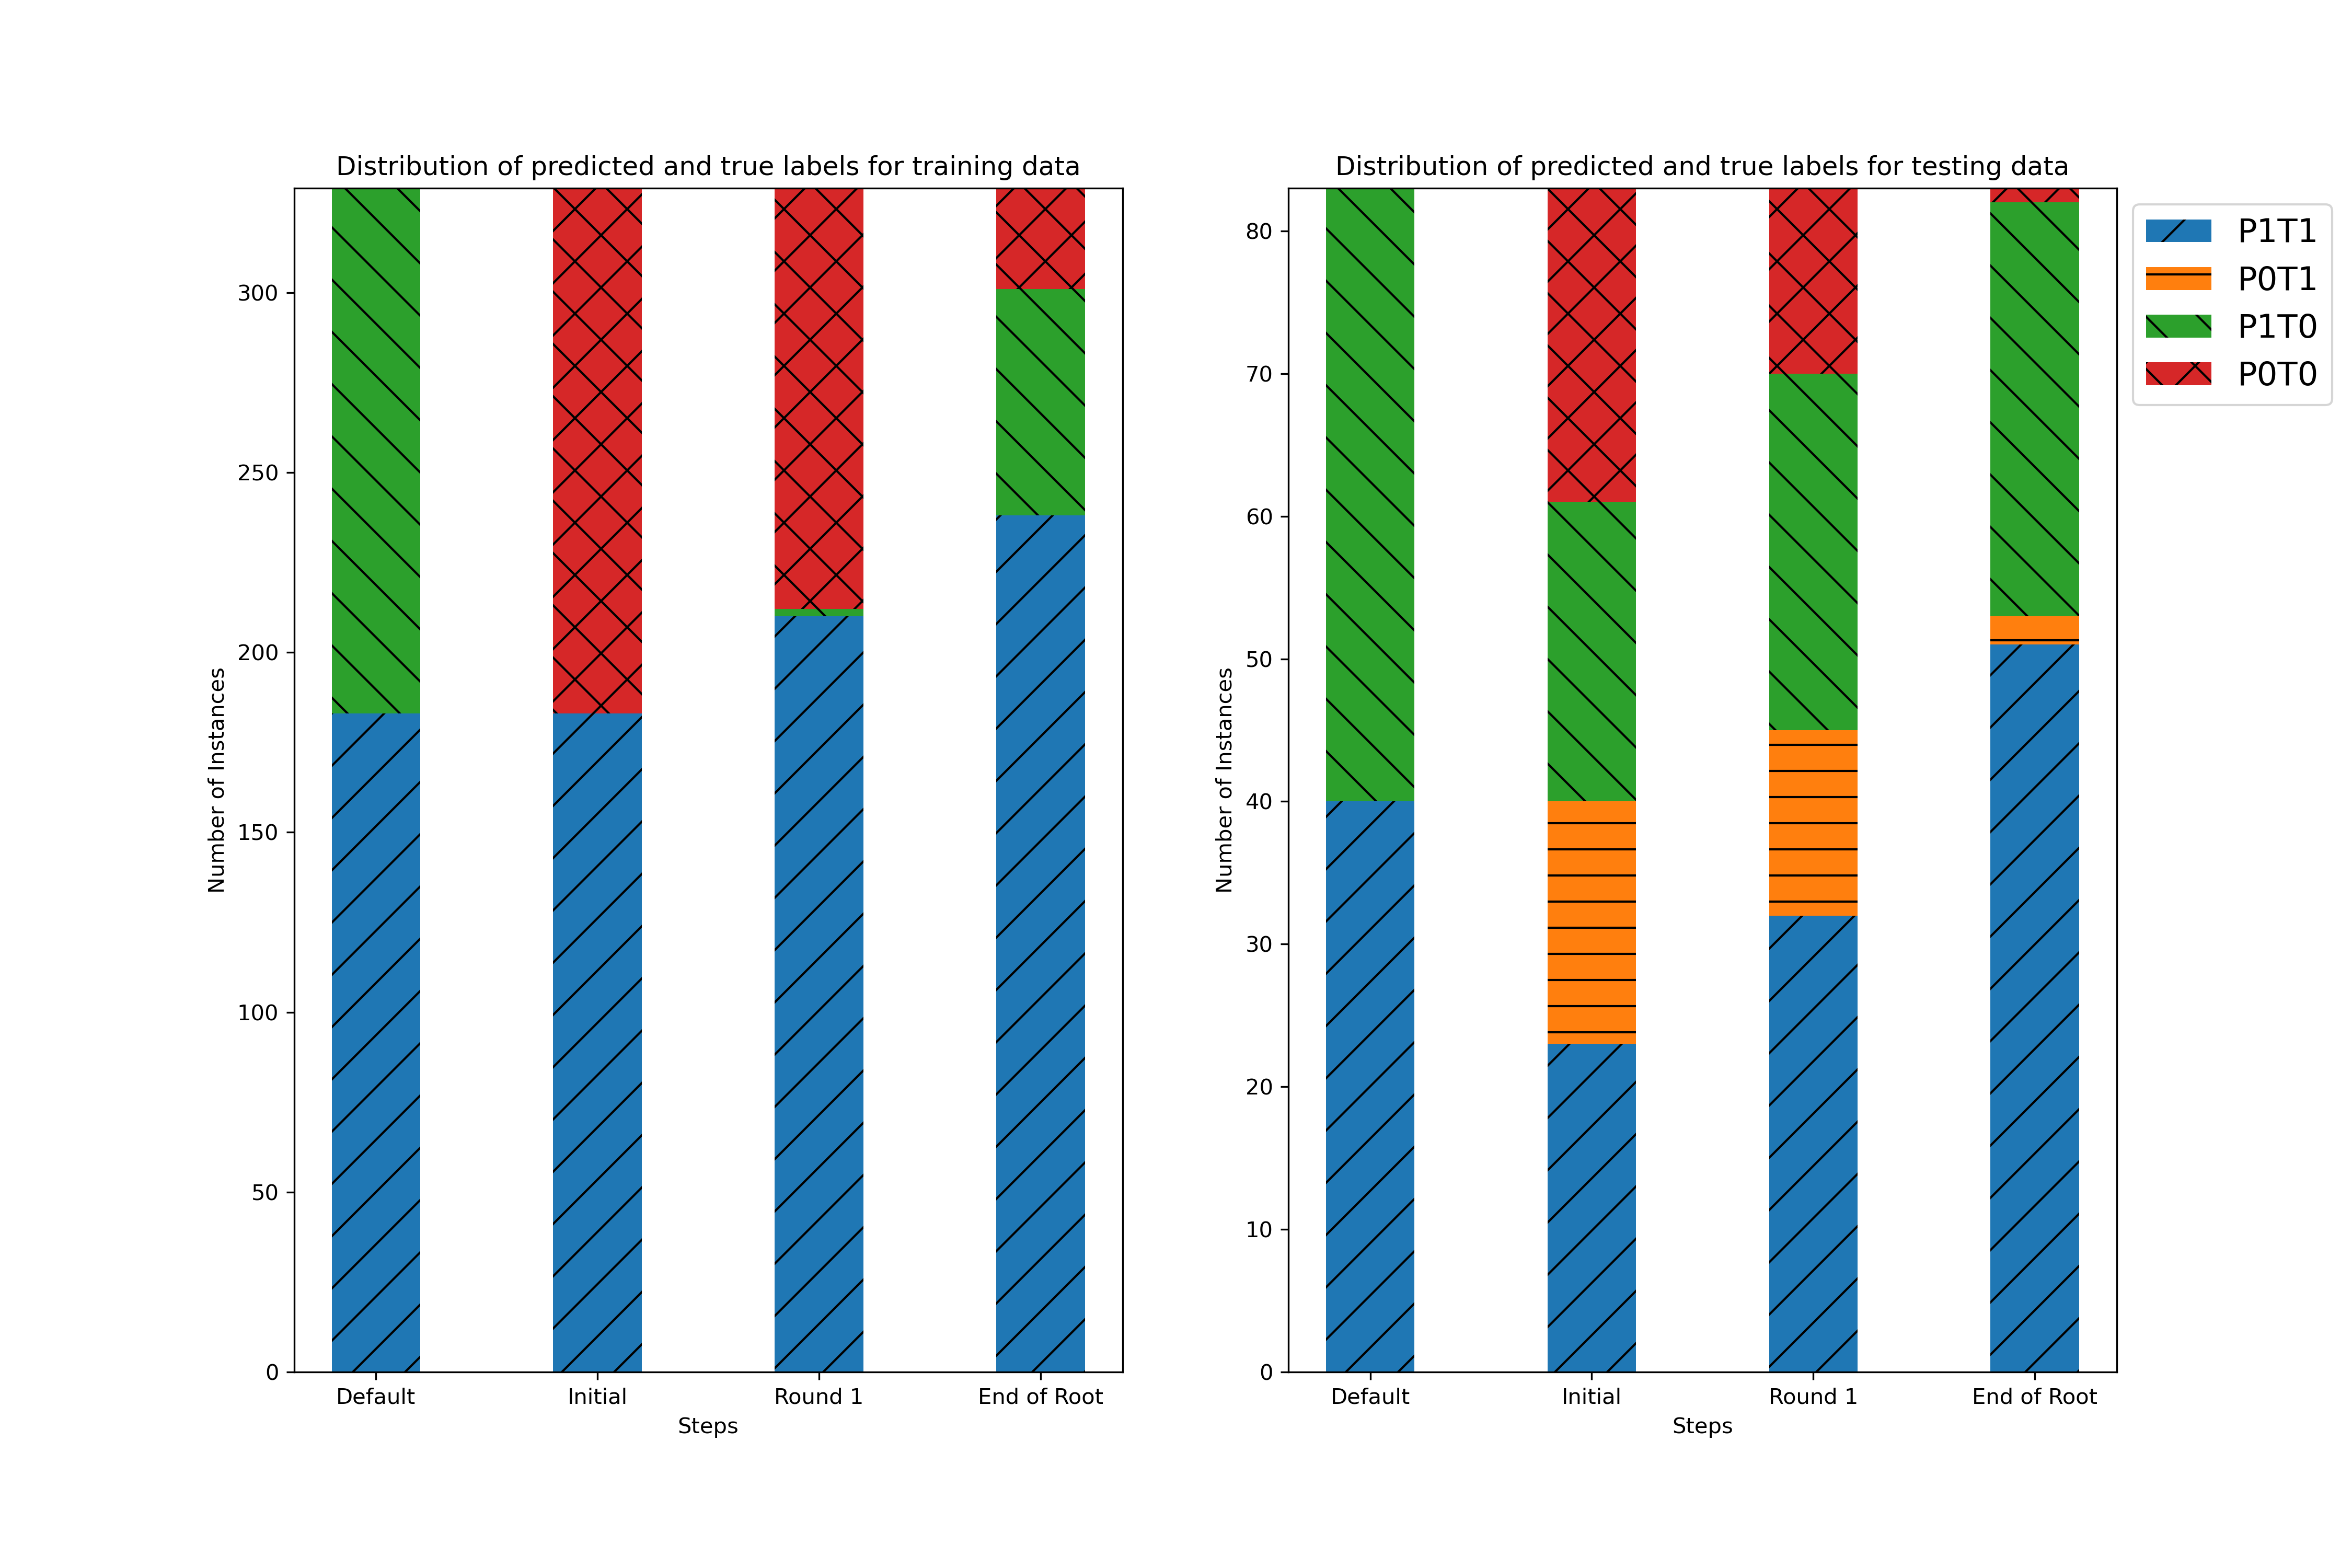 Distribution of predicted and true labels for training data
Number of Instances
300
250
200
150
100
50
0
Default Initial Round 1 End of Root
Steps
Distribution of predicted and true labels for testing data
Number of Instances
80
70
60
50
40
30
20
10
0
Default Initial Round 1 End of Root
Steps
P1T1
P0T1
P1T0
P0T0